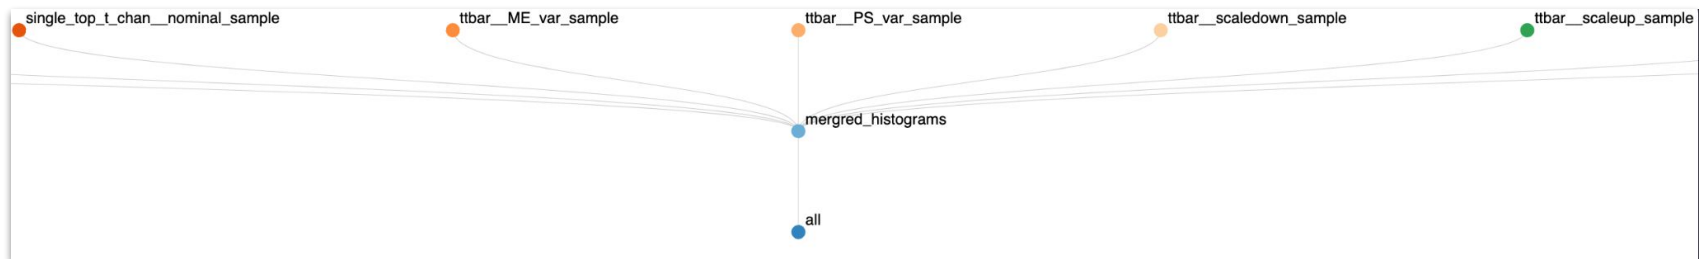 single_top_t_chan__nominal_sample
ttbar__ME_var_sample
ttbar__PS_var_sample
ttbar__scaledown_sample
ttbar__scaleup_sample
mergred_histograms
all